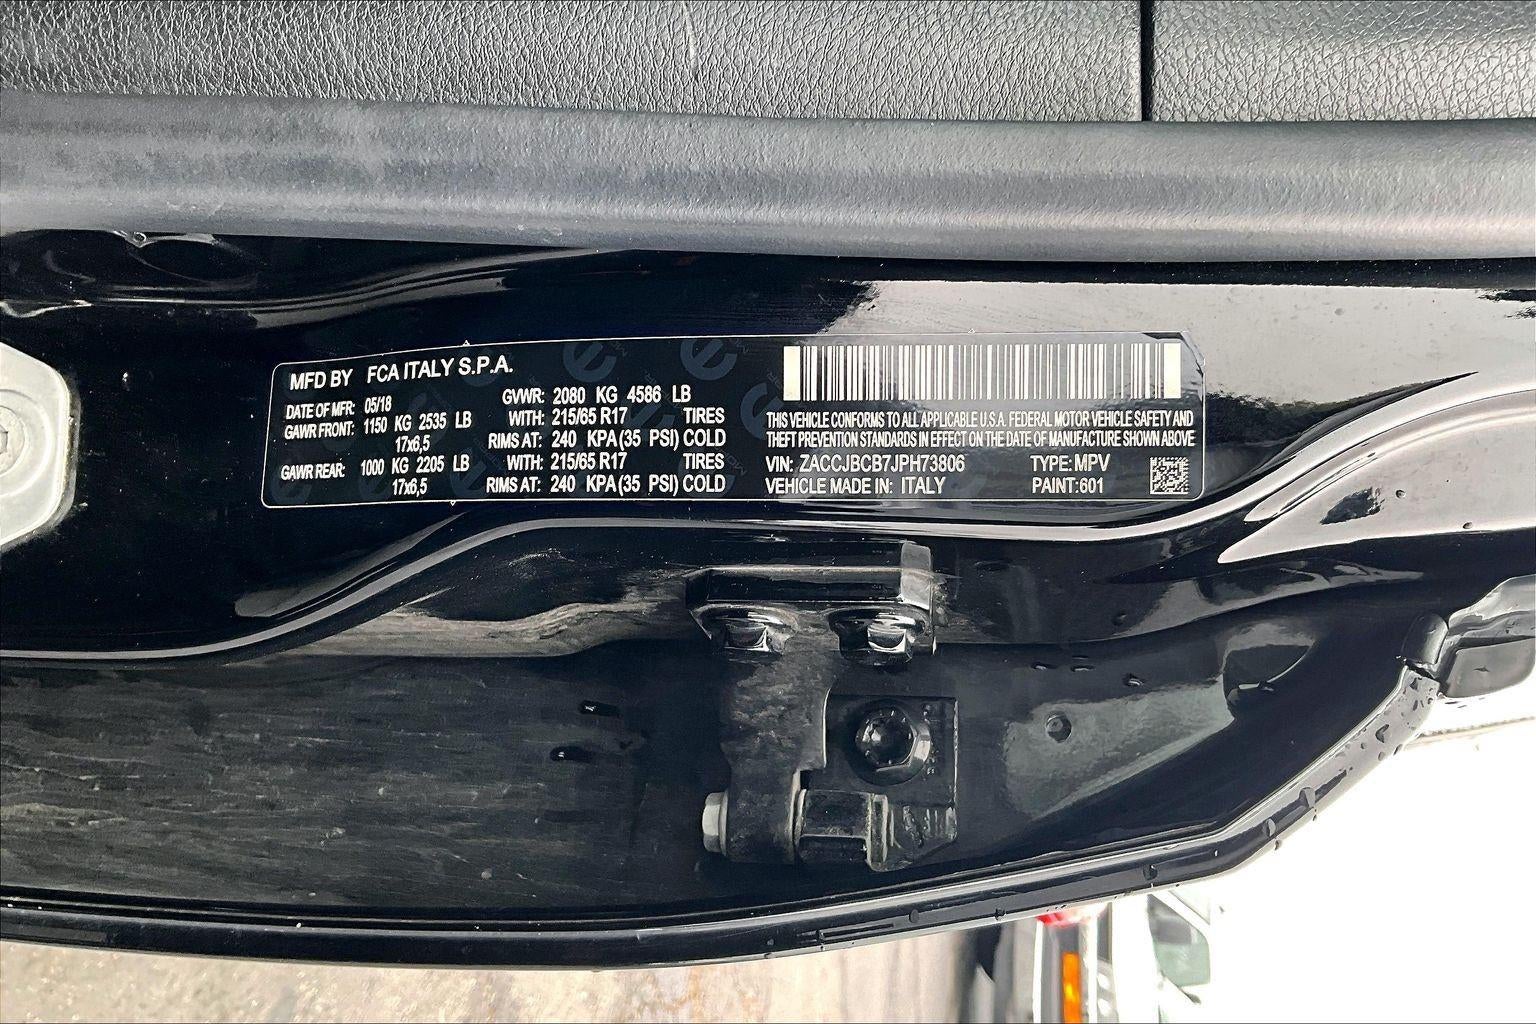 MFD BY FCA ITALY S.P.A.
DATE OF MFR: 05/18 GVWR: 2080 KG 4586 LB
GAWR FRONT: 1150 KG 2535 LB WITH: 215/65 R17 TIRES
17x6,5 RIMS AT: 240 KPA(35 PSI) COLD
GAWR REAR: 1000 KG 2205 LB WITH: 215/65 R17 TIRES
17x6,5 RIMS AT: 240 KPA(35 PSI) COLD
THIS VEHICLE CONFORMS TO ALL APPLICABLE U.S.A. FEDERAL MOTOR VEHICLE SAFETY AND
THEFT PREVENTION STANDARDS IN EFFECT ON THE DATE OF MANUFACTURE SHOWN ABOVE
VIN: ZACCJBCB7JPH73806 TYPE: MPV
VEHICLE MADE IN: ITALY PAINT:601